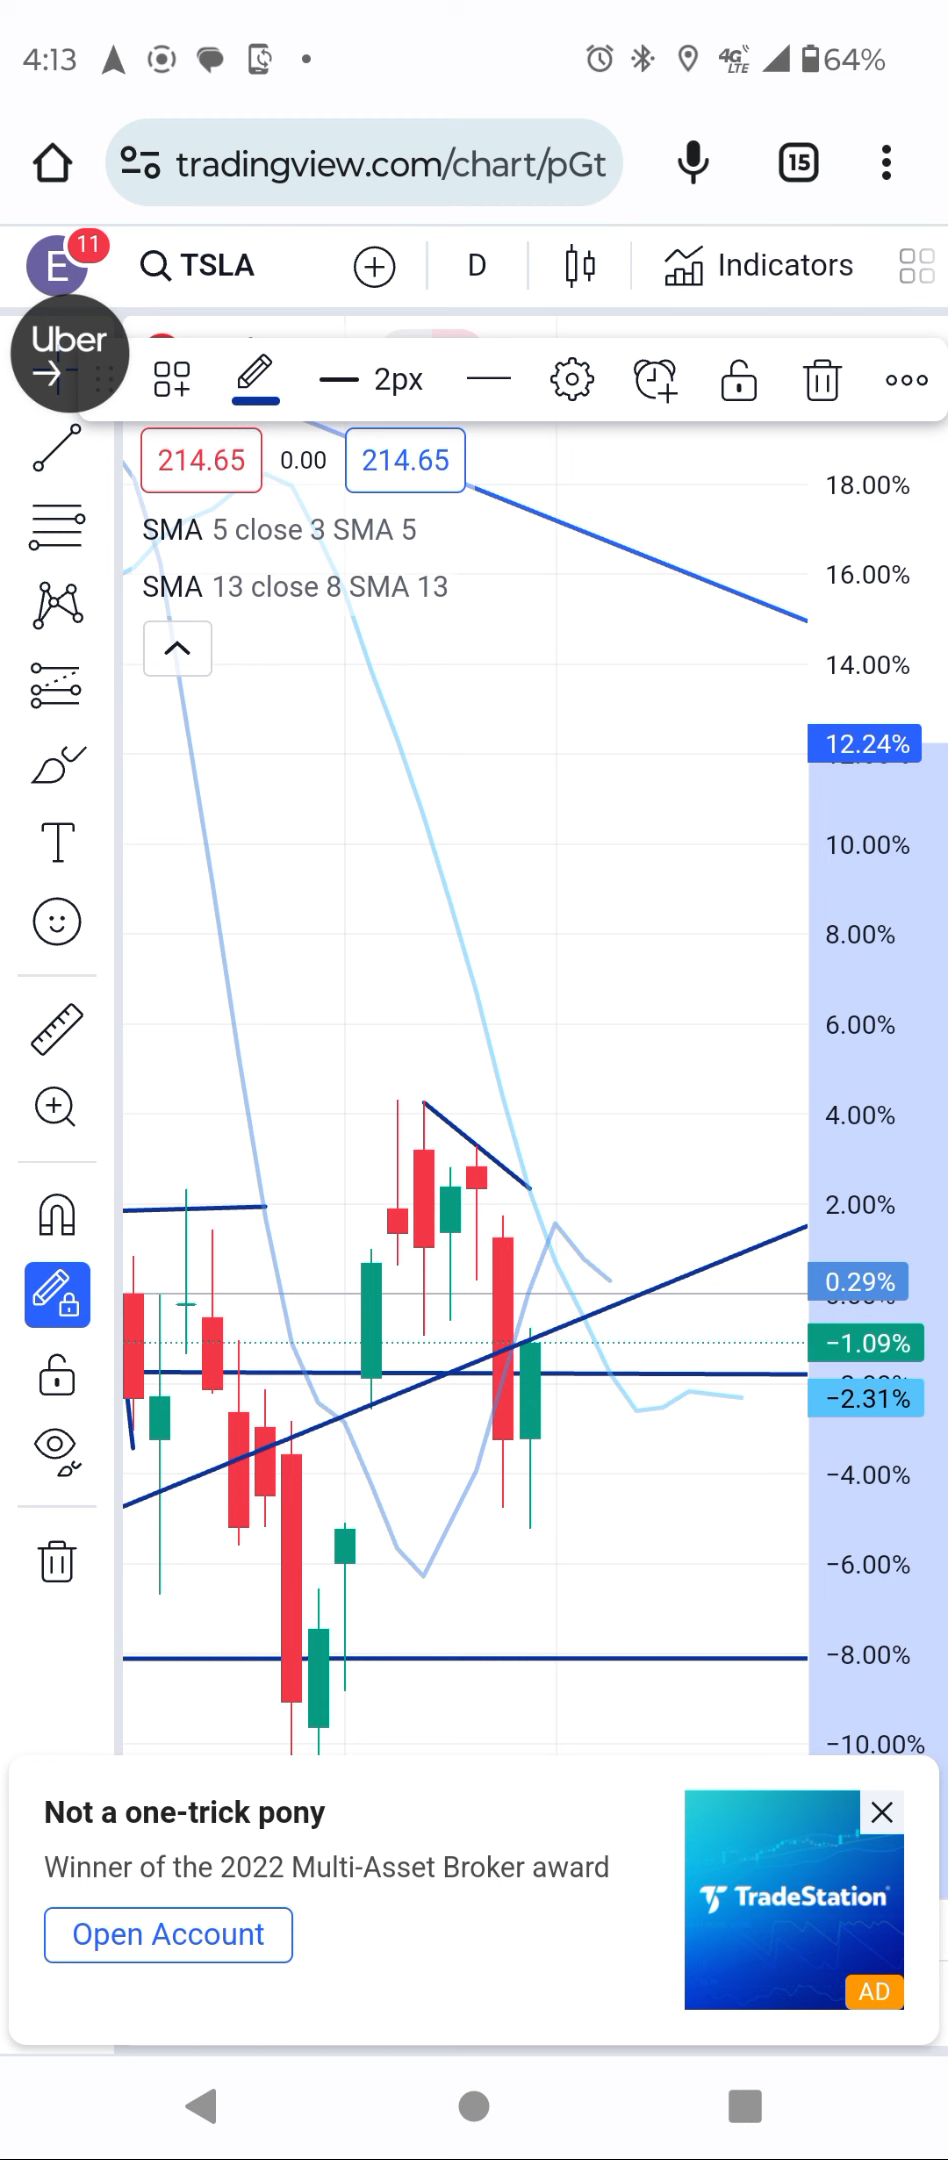 4:13
4G LTE 64%
tradingview.com/chart/pGt
15
E 11
TSLA
D
Indicators
Uber
2px
214.65 0.00 214.65
SMA 5 close 3 SMA 5
SMA 13 close 8 SMA 13
18.00%
16.00%
14.00%
12.24%
10.00%
8.00%
6.00%
4.00%
2.00%
0.29%
−1.09%
−2.31%
−4.00%
−6.00%
−8.00%
−10.00%
T
Not a one-trick pony
Winner of the 2022 Multi-Asset Broker award
Open Account
TradeStation
AD